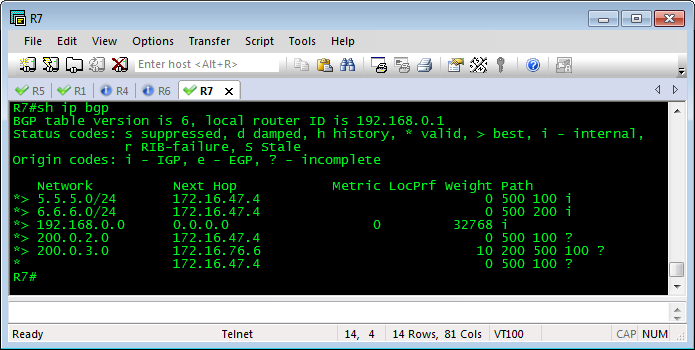 R7
File Edit View Options Transfer Script Tools Help
Enter host <Alt+R>
R5 R1 R4 R6 R7
R7#sh ip bgp
BGP table version is 6, local router ID is 192.168.0.1
Status codes: s suppressed, d damped, h history, * valid, > best, i - internal,
r RIB-failure, S Stale
Origin codes: i - IGP, e - EGP, ? - incomplete
Network Next Hop Metric LocPrf Weight Path
*> 5.5.5.0/24 172.16.47.4 0 500 100 i
*> 6.6.6.0/24 172.16.47.4 0 500 200 i
*> 192.168.0.0 0.0.0.0 0 32768 i
*> 200.0.2.0 172.16.47.4 0 500 100 ?
*> 200.0.3.0 172.16.76.6 10 200 500 100 ?
* 172.16.47.4 0 500 100 ?
R7#
Ready Telnet 14, 4 14 Rows, 81 Cols VT100 CAP NUM